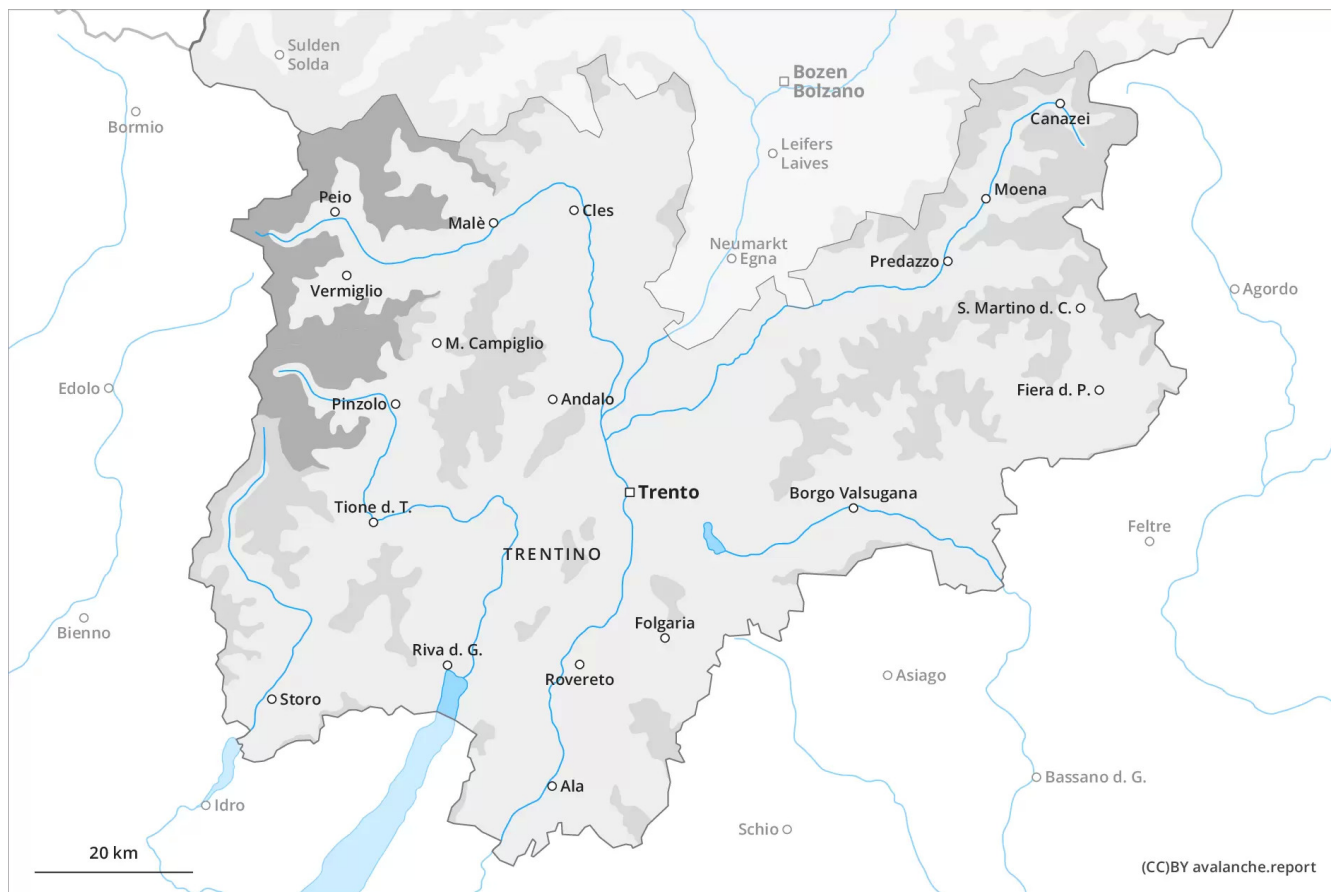 Sulden
Solda
Bozen
Bolzano
Bormio
Canazei
Leifers
Laives
Moena
Peio
Malè
Cles
Neumarkt
Egna
Predazzo
Vermiglio
Agordo
S. Martino d. C.
M. Campiglio
Edolo
Pinzolo
Andalo
Fiera d. P.
Trento
Borgo Valsugana
Tione d. T.
Feltre
TRENTINO
Bienno
Folgaria
Riva d. G.
Rovereto
Asiago
Storo
Bassano d. G.
Ala
Idro
Schio
20 km
(CC)BY avalanche.report